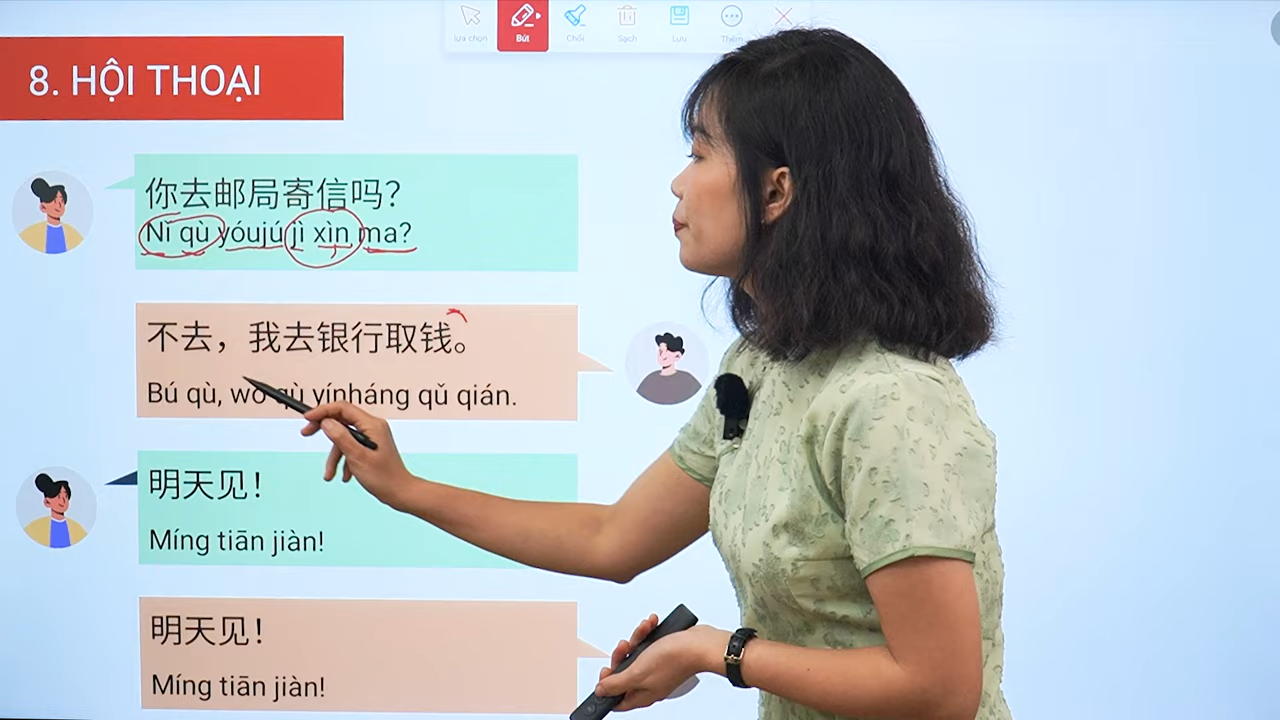 lựa chọn
Bút
Chổi
Sạch
Lưu
Thêm
8. HỘI THOẠI
你去邮局寄信吗？
Nǐ qù yóujú jì xìn ma?
不去，我去银行取钱。
Bú qù, wǒ qù yínháng qǔ qián.
明天见！
Míng tiān jiàn!
明天见！
Míng tiān jiàn!